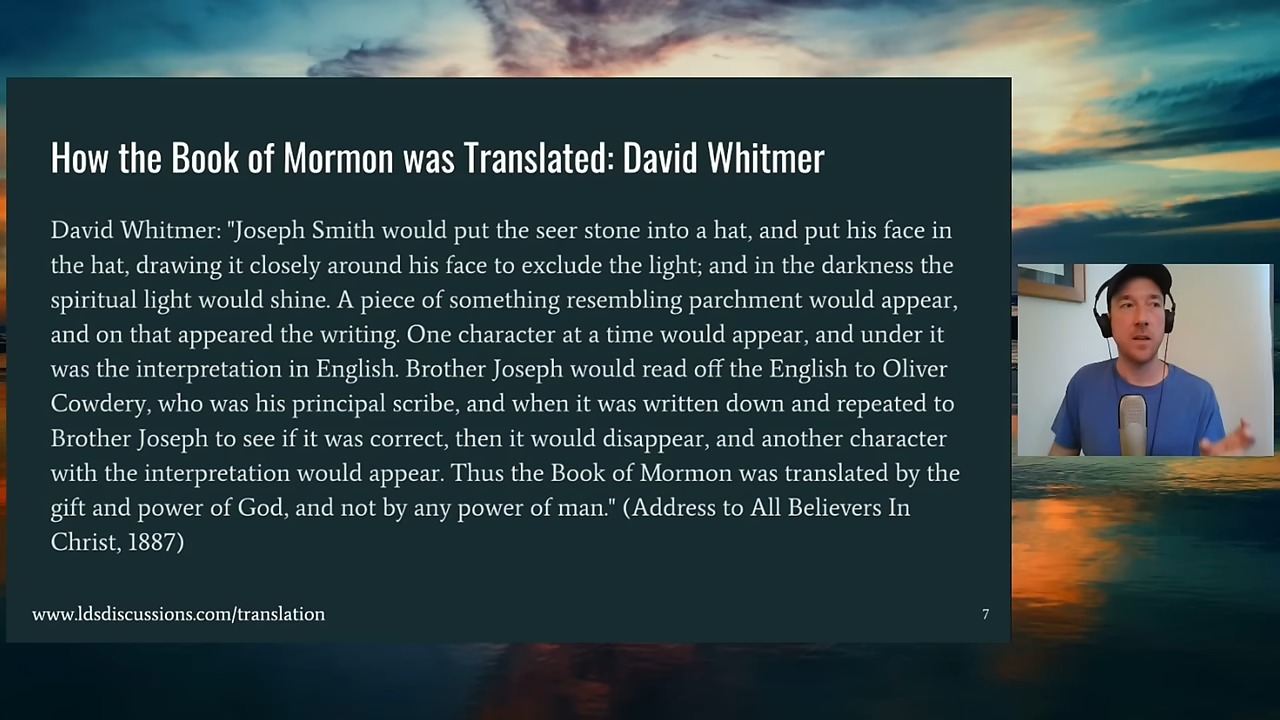 How the Book of Mormon was Translated: David Whitmer
David Whitmer: "Joseph Smith would put the seer stone into a hat, and put his face in
the hat, drawing it closely around his face to exclude the light; and in the darkness the
spiritual light would shine. A piece of something resembling parchment would appear,
and on that appeared the writing. One character at a time would appear, and under it
was the interpretation in English. Brother Joseph would read off the English to Oliver
Cowdery, who was his principal scribe, and when it was written down and repeated to
Brother Joseph to see if it was correct, then it would disappear, and another character
with the interpretation would appear. Thus the Book of Mormon was translated by the
gift and power of God, and not by any power of man." (Address to All Believers In
Christ, 1887)
www.ldsdiscussions.com/translation
7